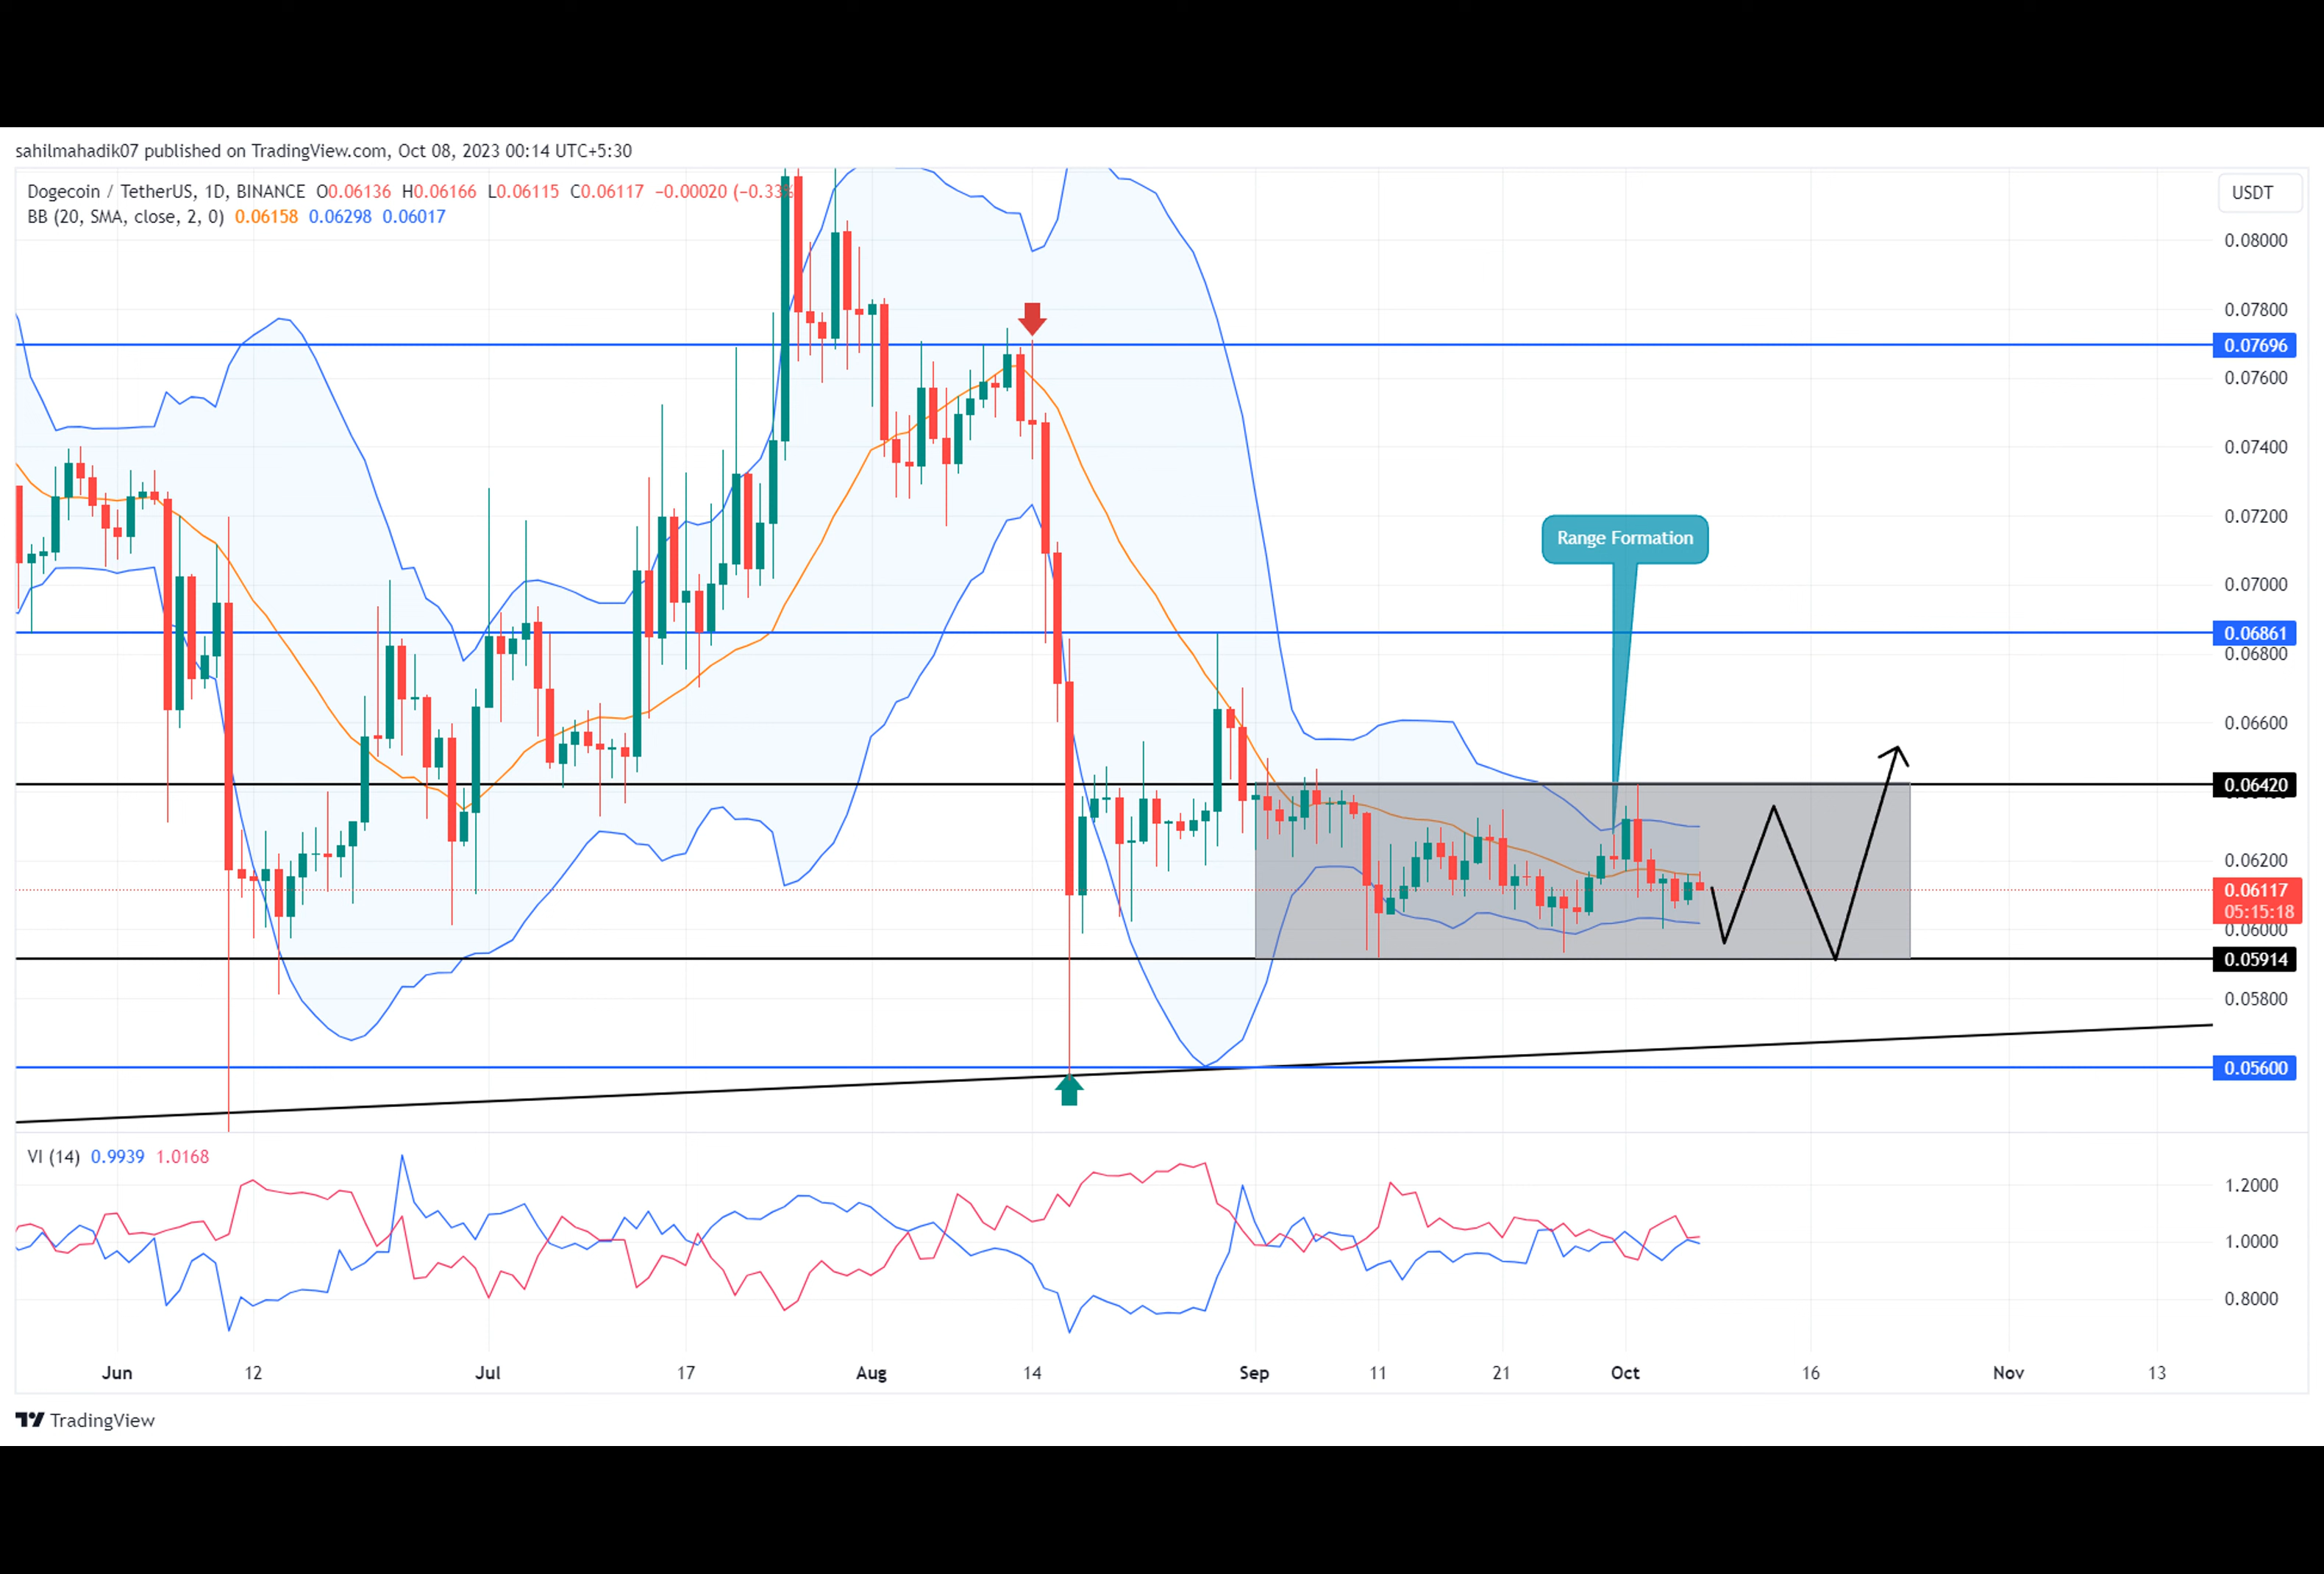 sahilmahadik07 published on TradingView.com, Oct 08, 2023 00:14 UTC+5:30
Dogecoin / TetherUS, 1D, BINANCE O0.06136 H0.06166 L0.06115 C0.06117 −0.00020 (−0.33%
BB (20, SMA, close, 2, 0) 0.06158 0.06298 0.06017
USDT
0.08000
0.07800
0.07696
0.07600
0.07400
0.07200
Range Formation
0.07000
0.06861
0.06800
0.06600
0.06420
0.06200
0.06117
05:15:18
0.06000
0.05914
0.05800
0.05600
VI (14) 0.9939 1.0168
1.2000
1.0000
0.8000
Jun 12 Jul 17 Aug 14 Sep 11 21 Oct 16 Nov 13
TradingView